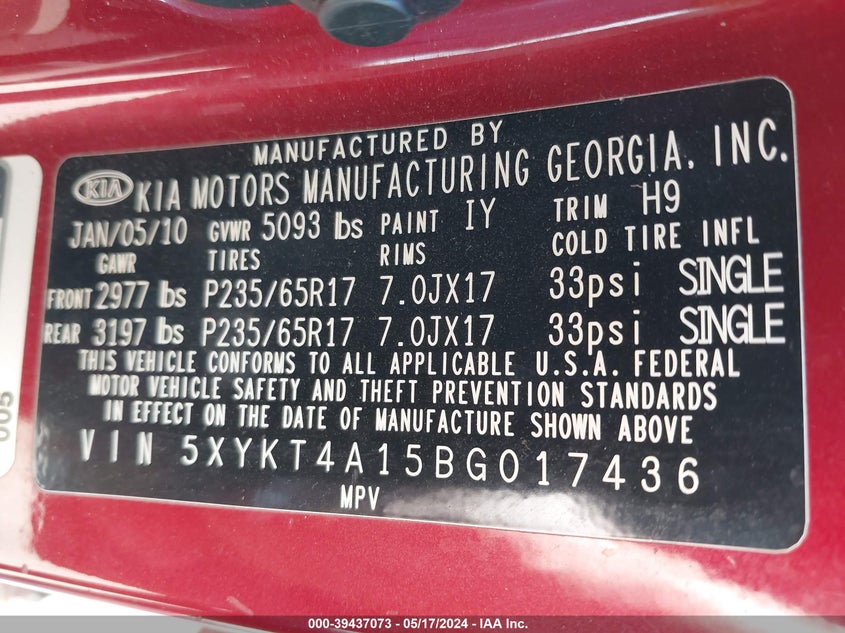 MANUFACTURED BY
KIA KIA MOTORS MANUFACTURING GEORGIA, INC.
JAN/05/10 GVWR 5093 lbs PAINT IY TRIM H9
GAWR TIRES RIMS COLD TIRE INFL
FRONT 2977 lbs P235/65R17 7.0JX17 33psi SINGLE
REAR 3197 lbs P235/65R17 7.0JX17 33psi SINGLE
THIS VEHICLE CONFORMS TO ALL APPLICABLE U.S.A. FEDERAL
MOTOR VEHICLE SAFETY AND THEFT PREVENTION STANDARDS
IN EFFECT ON THE DATE OF MANUFACTURE SHOWN ABOVE
VIN 5XYKT4A15BG017436
MPV
005
000-39437073 - 05/17/2024 - IAA Inc.